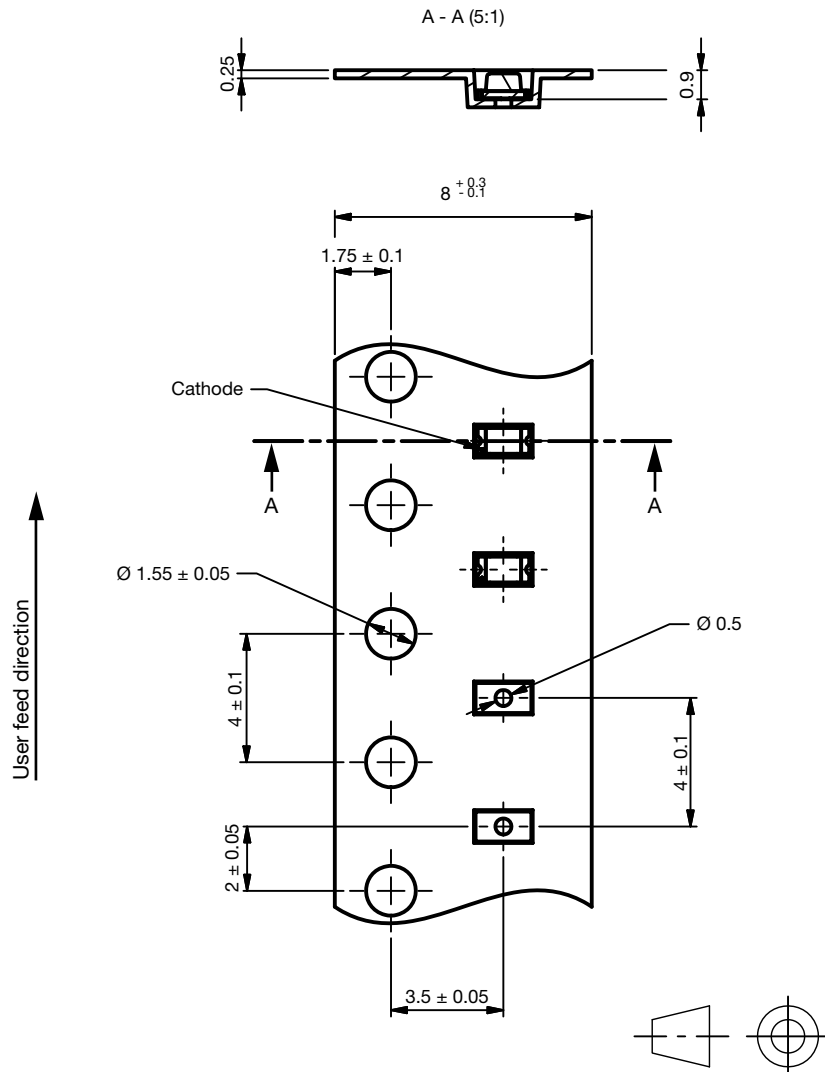 A - A (5:1)
0.25
0.9
8 + 0.3 - 0.1
1.75 ± 0.1
Cathode
A A
User feed direction
Ø 1.55 ± 0.05
Ø 0.5
4 ± 0.1
4 ± 0.1
2 ± 0.05
3.5 ± 0.05